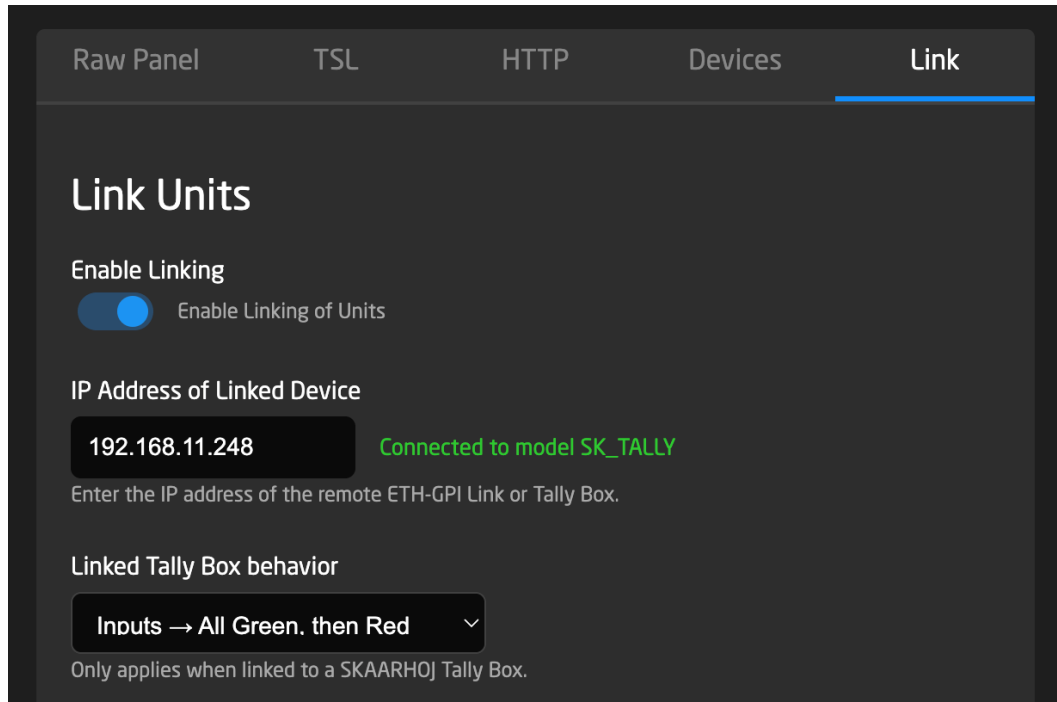 Raw Panel TSL HTTP Devices Link
Link Units
Enable Linking
Enable Linking of Units
IP Address of Linked Device
192.168.11.248 Connected to model SK_TALLY
Enter the IP address of the remote ETH-GPI Link or Tally Box.
Linked Tally Box behavior
Inputs → All Green, then Red
Only applies when linked to a SKAARHOJ Tally Box.